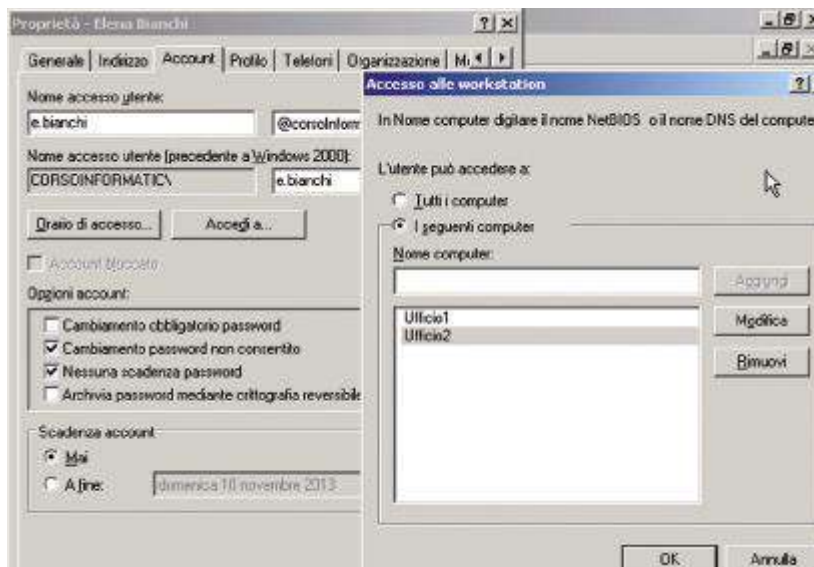 Proprietà - Elena Bianchi
Generale Indirizzo Account Profilo Telefoni Organizzazione
Nome accesso utente:
e.bianchi @corsoInform
Nome accesso utente (precedente a Windows 2000):
CORSOINFORMATIC\ e.bianchi
Orario di accesso... Accedi a...
Account bloccato
Opzioni account:
Cambiamento obbligatorio password
Cambiamento password non consentito
Nessuna scadenza password
Archivia password mediante crittografia reversibile
Scadenza account
Mai
A fine: domenica 10 novembre 2013
Accesso alle workstation
In Nome computer digitare il nome NetBIOS o il nome DNS del compute
L'utente può accedere a:
Tutti i computer
I seguenti computer
Nome computer:
Aggiungi
Ufficio1
Ufficio2
Modifica
Rimuovi
OK Annulla